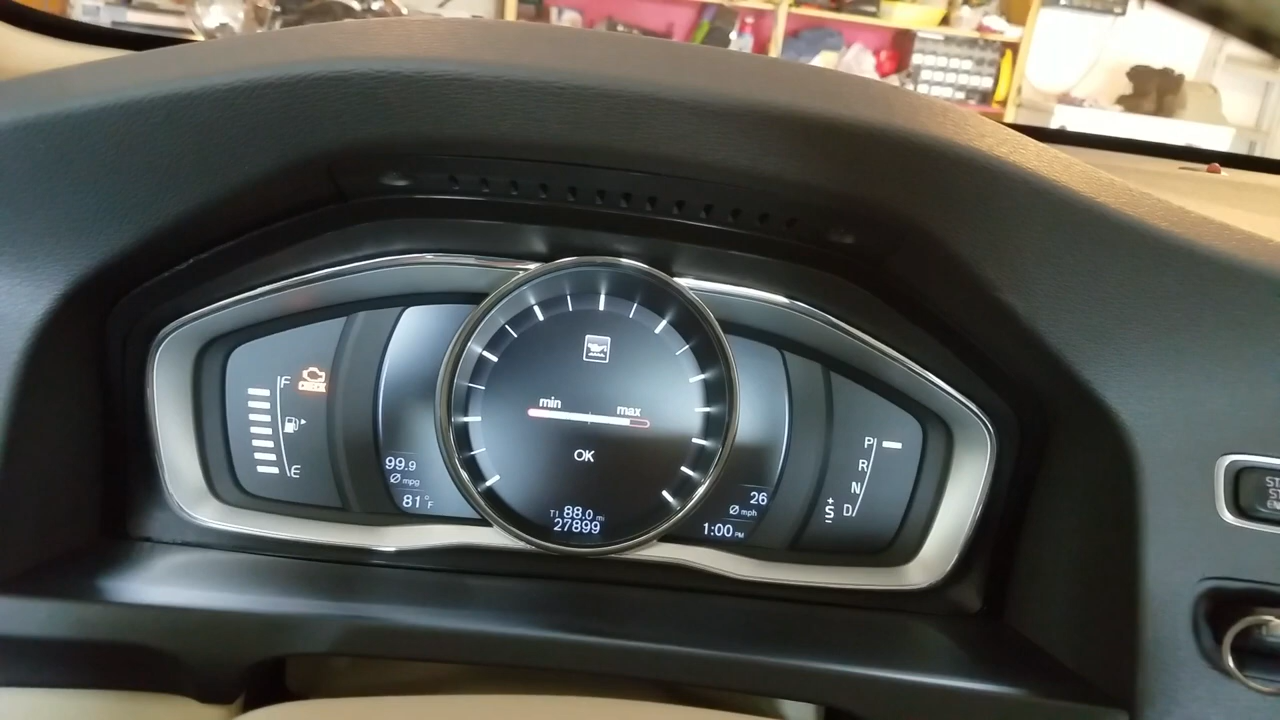 F
CHECK
E
99.9
Ø mpg
81°F
min max
OK
T1 88.0 mi
27899
26
Ø mph
1:00 PM
P
R
N
D
+
S
−